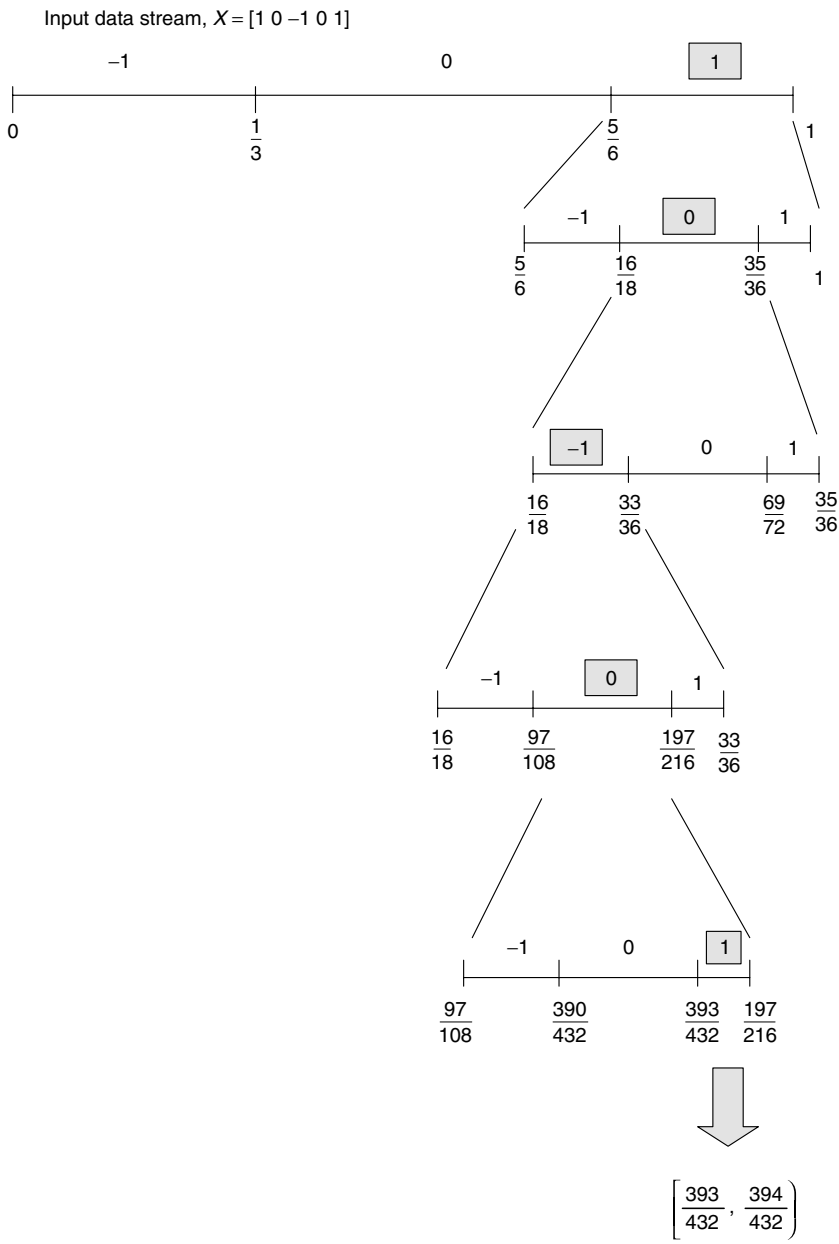 Input data stream, X = [1 0 –1 0 1]
–1 0 1
0 1/3 5/6 1
–1 0 1
5/6 16/18 35/36 1
–1 0 1
16/18 33/36 69/72 35/36
–1 0 1
16/18 97/108 197/216 33/36
–1 0 1
97/108 390/432 393/432 197/216
[393/432, 394/432)